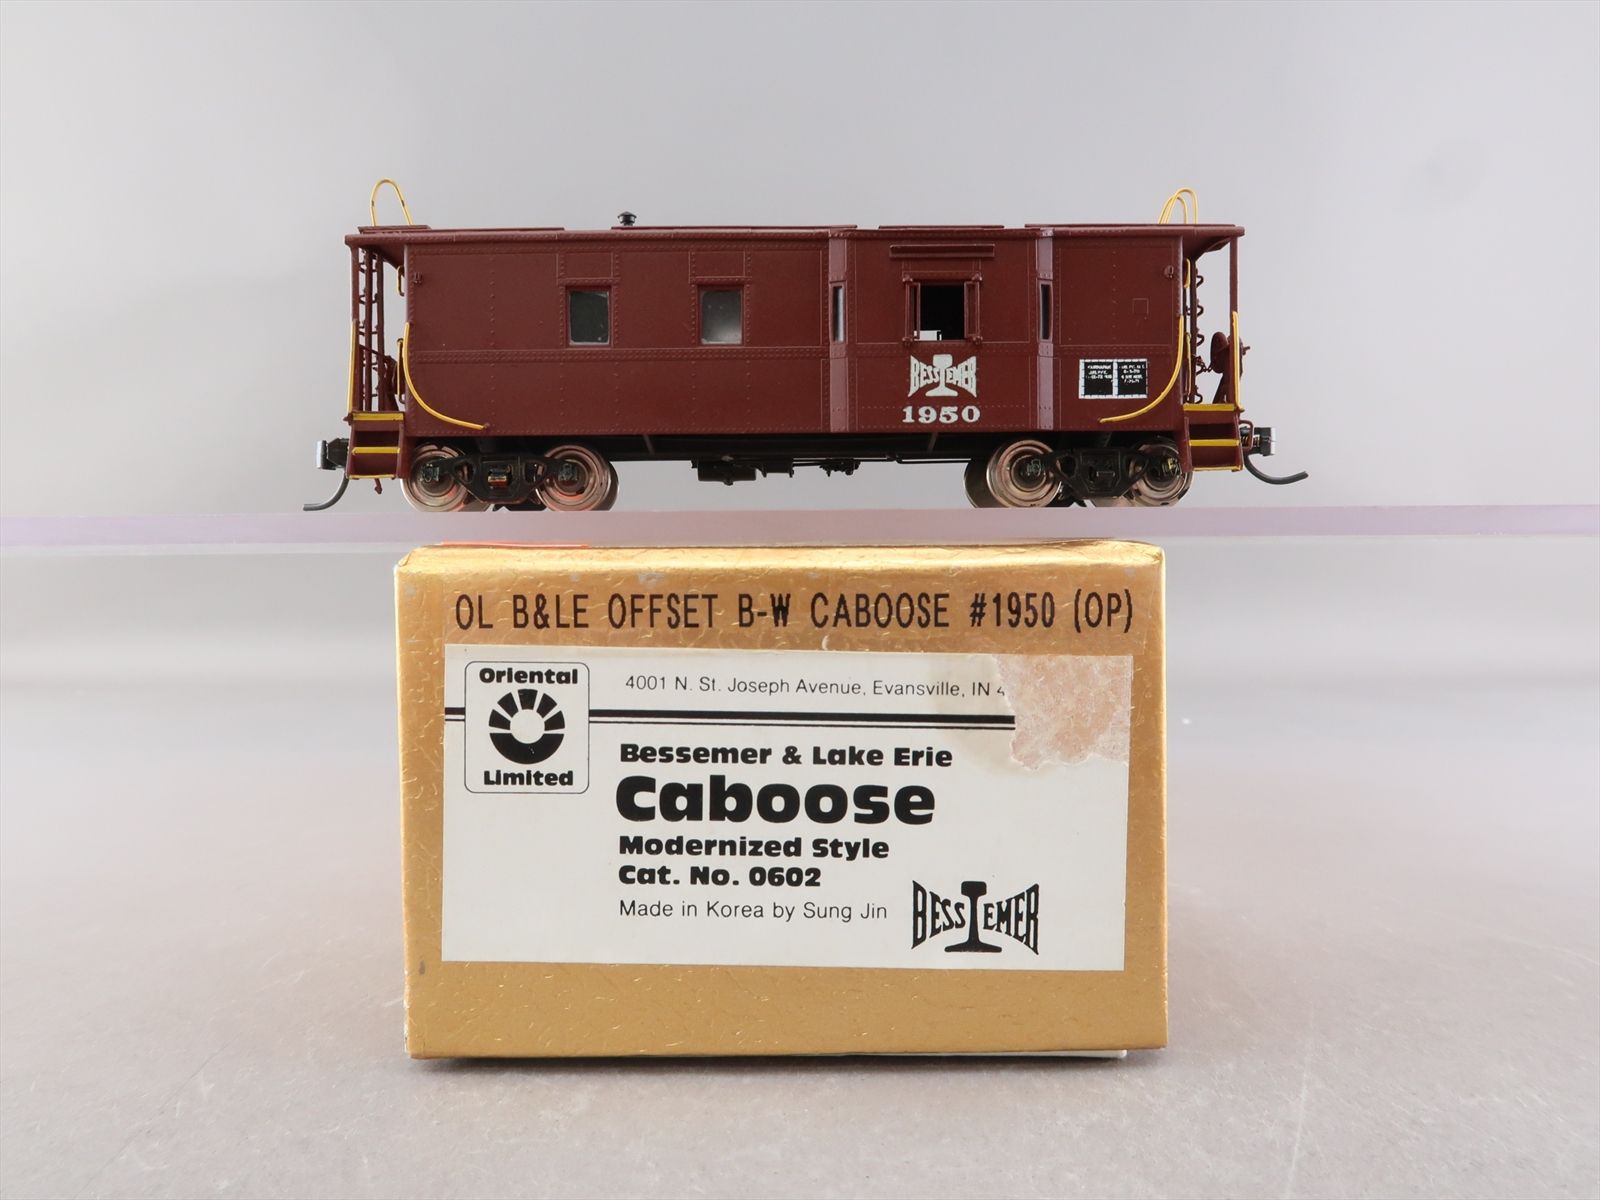 BESSEMER
1950
OL B&LE OFFSET B-W CABOOSE #1950 (OP)
Oriental
Limited
4001 N. St. Joseph Avenue, Evansville, IN
Bessemer & Lake Erie
Caboose
Modernized Style
Cat. No. 0602
Made in Korea by Sung Jin
BESSEMER